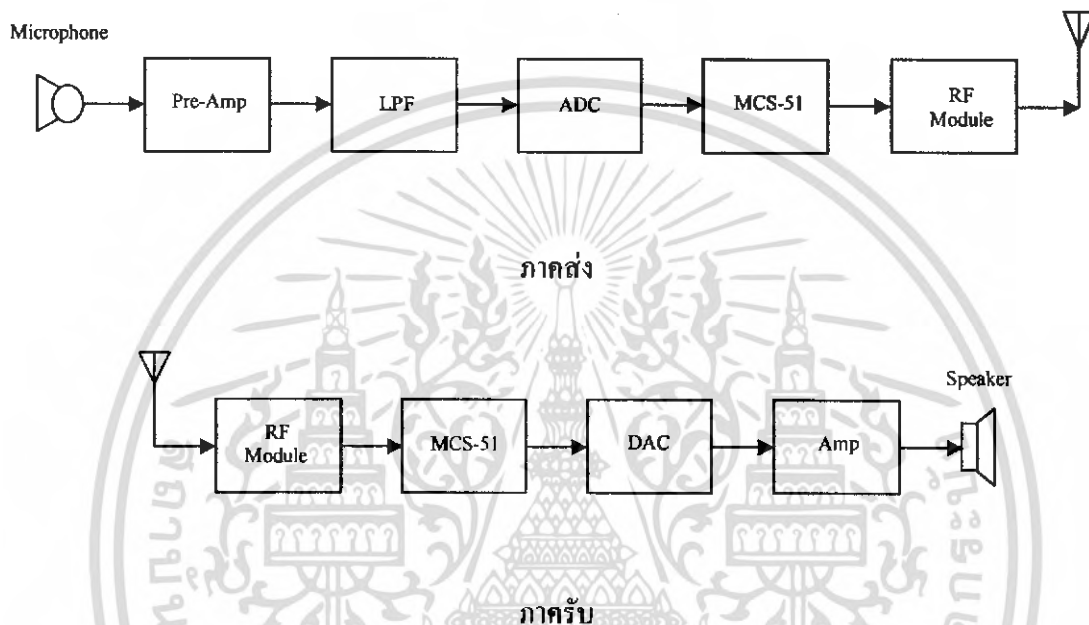 Microphone
Pre-Amp
LPF
ADC
MCS-51
RF
Module
ภาคส่ง
Speaker
RF
Module
MCS-51
DAC
Amp
ภาครับ